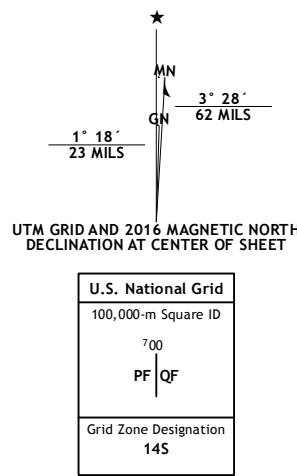 ★
MN
3° 28´
62 MILS
GN
1° 18´
23 MILS
UTM GRID AND 2016 MAGNETIC NORTH
DECLINATION AT CENTER OF SHEET
U.S. National Grid
100,000-m Square ID
⁷00
PF QF
Grid Zone Designation
14S